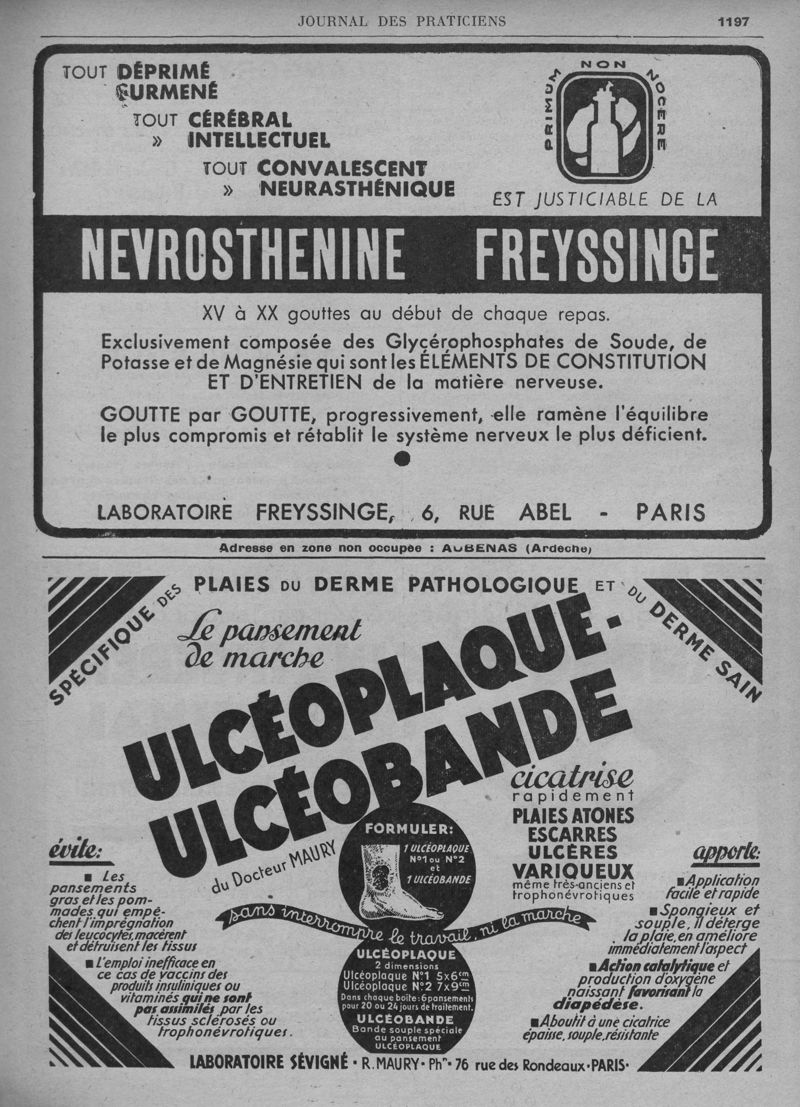 JOURNAL DES PRATICIENS 1197
TOUT DÉPRIMÉ
SURMENÉ
TOUT CÉRÉBRAL
» INTELLECTUEL
TOUT CONVALESCENT
» NEURASTHÉNIQUE
PRIMUM NON NOCERE
EST JUSTICIABLE DE LA
NEVROSTHENINE FREYSSINGE
XV à XX gouttes au début de chaque repas.
Exclusivement composée des Glycérophosphates de Soude, de
Potasse et de Magnésie qui sont les ÉLÉMENTS DE CONSTITUTION
ET D'ENTRETIEN de la matière nerveuse.
GOUTTE par GOUTTE, progressivement, elle ramène l'équilibre
le plus compromis et rétablit le système nerveux le plus déficient.
LABORATOIRE FREYSSINGE, 6, RUE ABEL - PARIS
Adresse en zone non occupée : AUBENAS (Ardèche)
SPÉCIFIQUE DES PLAIES DU DERME PATHOLOGIQUE ET DU DERME SAIN
Le pansement
de marche
ULCÉOPLAQUE-
ULCÉOBANDE
du Docteur MAURY
cicatrise
rapidement
PLAIES ATONES
ESCARRES
ULCÈRES
VARIQUEUX
même très-anciens et
trophonévrotiques
FORMULER:
1 ULCÉOPLAQUE
N°1 ou N°2
et
1 ULCÉOBANDE
sans interrompre le travail, ni la marche
évite:
■ Les
pansements
gras et les pom-
mades qui empê-
chent l'imprégnation
des leucocytes, macèrent
et détruisent les tissus
■ L'emploi inefficace en
ce cas de vaccins des
produits insuliniques ou
vitaminés qui ne sont
pas assimilés par les
tissus sclérosés ou
trophonévrotiques.
ULCÉOPLAQUE
2 dimensions
Ulcéoplaque N°1 5x6cm
Ulcéoplaque N°2 7x9cm
Dans chaque boîte: 6 pansements
pour 20 ou 24 jours de traitement.
ULCÉOBANDE
Bande souple spéciale
au pansement
ULCÉOPLAQUE
apporte:
■ Application
facile et rapide
■ Spongieux et
souple, il déterge
la plaie, en améliore
immédiatement l'aspect
■ Action catalytique et
production d'oxygène
naissant favorisant la
diapédèse.
■ Aboutit à une cicatrice
épaisse, souple, résistante
LABORATOIRE SÉVIGNÉ • R. MAURY • Phen • 76 rue des Rondeaux • PARIS •